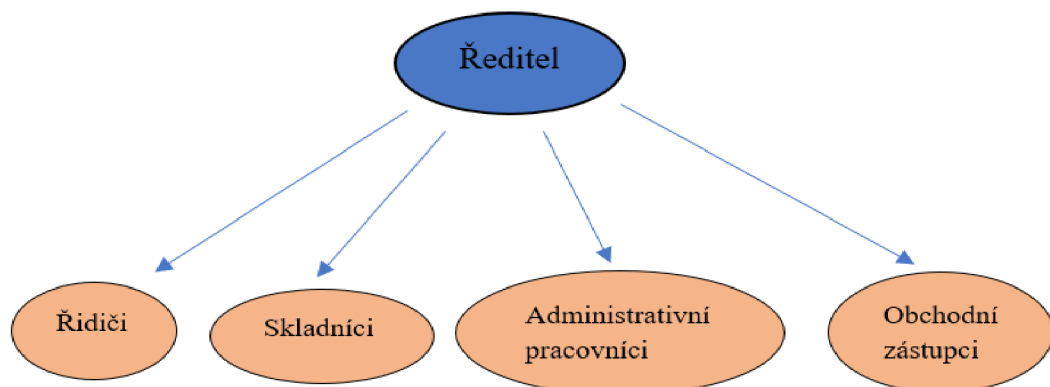 Ředitel
Řidiči
Skladníci
Administrativní
pracovníci
Obchodní
zástupci